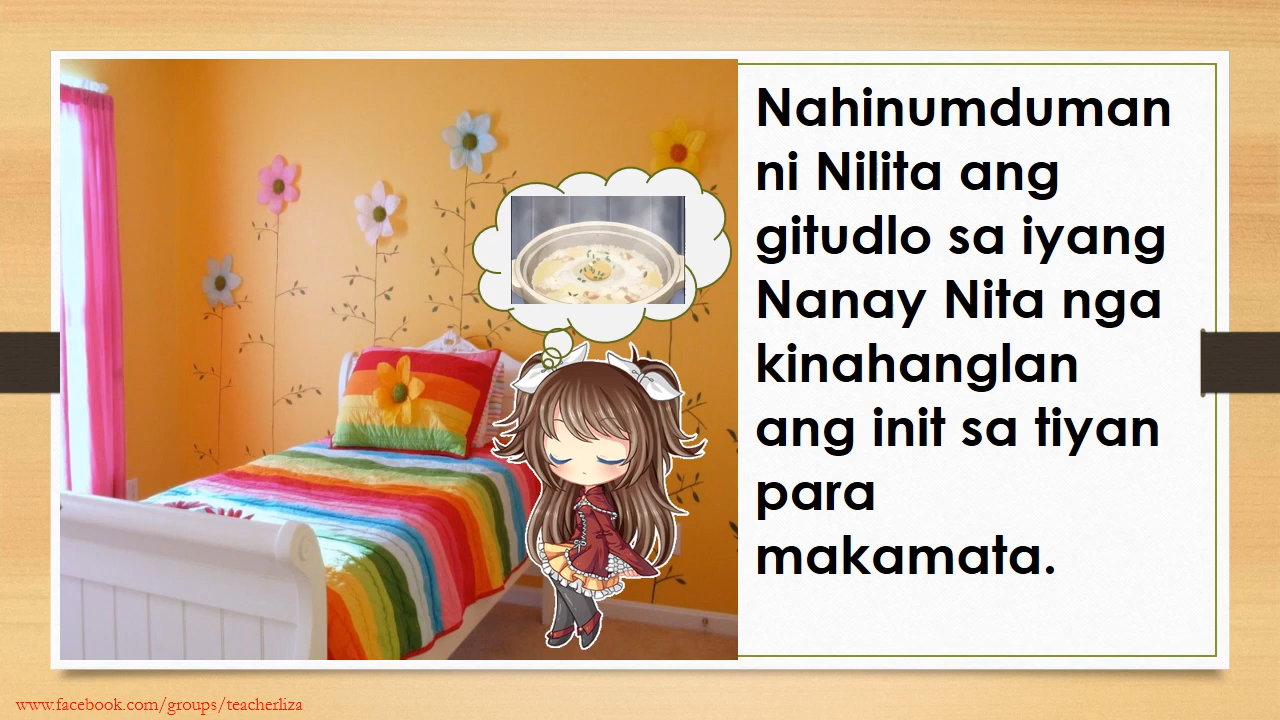 Nahinumduman
ni Nilita ang
gitudlo sa iyang
Nanay Nita nga
kinahanglan
ang init sa tiyan
para
makamata.
www.facebook.com/groups/teacherliza